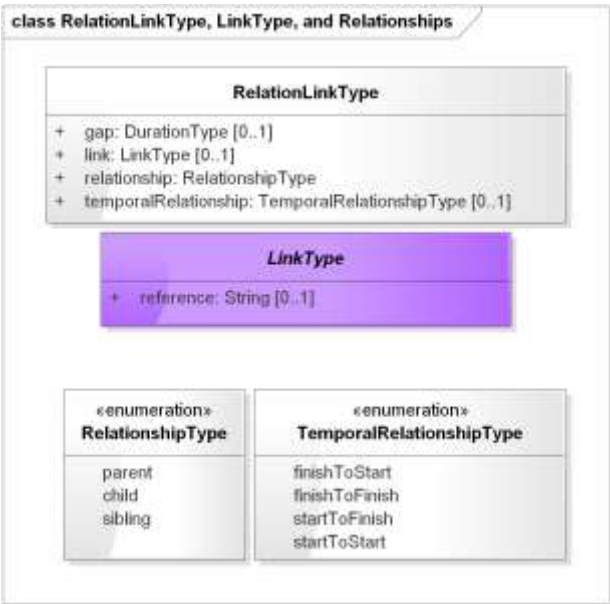 class RelationLinkType, LinkType, and Relationships
RelationLinkType
+ gap: DurationType [0..1]
+ link: LinkType [0..1]
+ relationship: RelationshipType
+ temporalRelationship: TemporalRelationshipType [0..1]
LinkType
+ reference: String [0..1]
«enumeration»
RelationshipType
parent
child
sibling
«enumeration»
TemporalRelationshipType
finishToStart
finishToFinish
startToFinish
startToStart